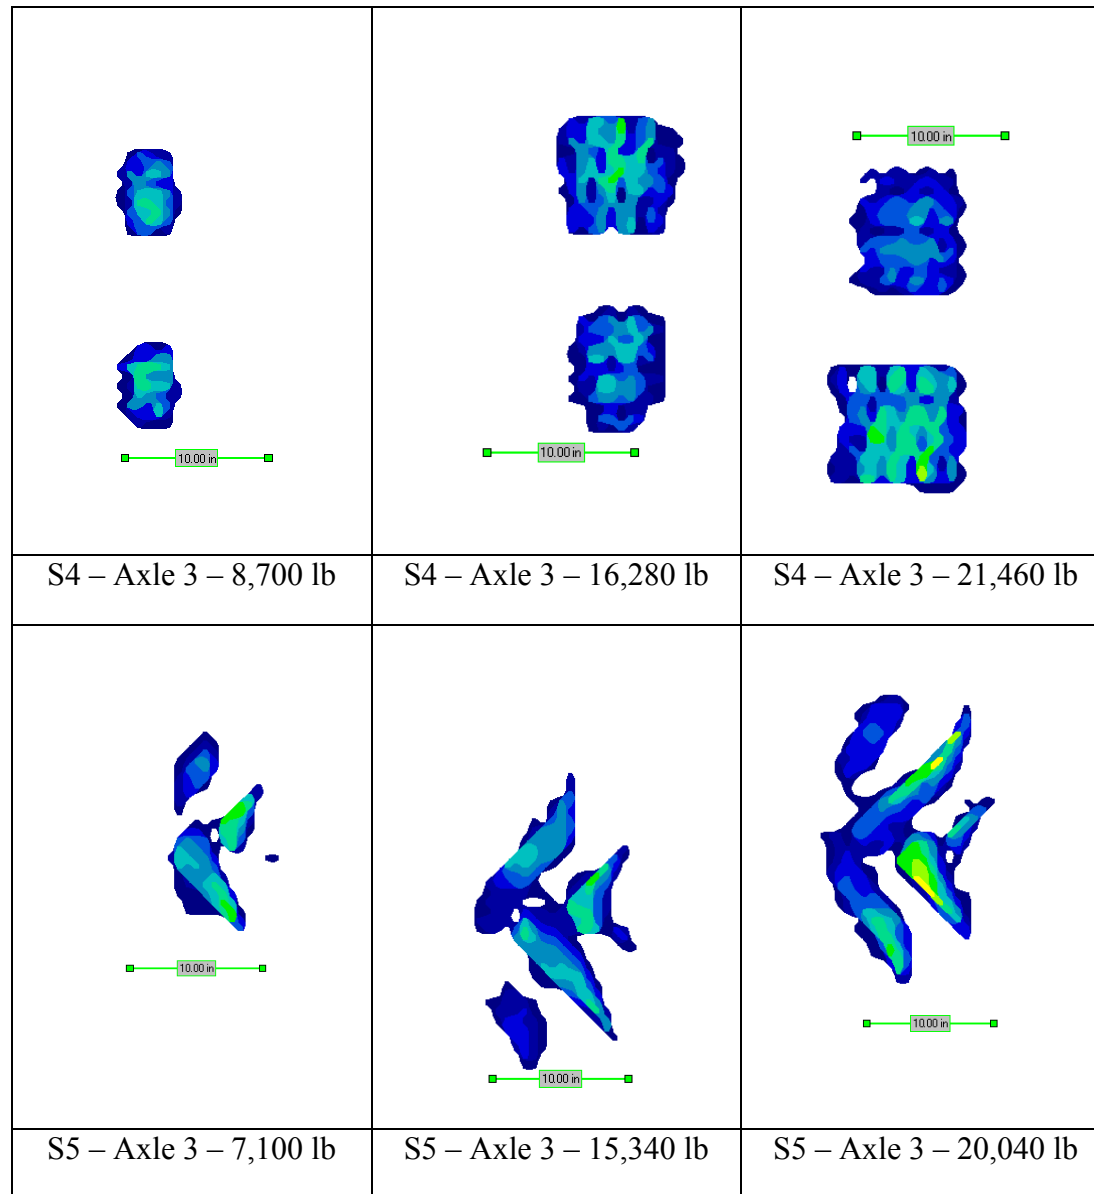 10.00 in
10.00 in
10.00 in
S4 – Axle 3 – 8,700 lb
S4 – Axle 3 – 16,280 lb
S4 – Axle 3 – 21,460 lb
10.00 in
10.00 in
10.00 in
S5 – Axle 3 – 7,100 lb
S5 – Axle 3 – 15,340 lb
S5 – Axle 3 – 20,040 lb